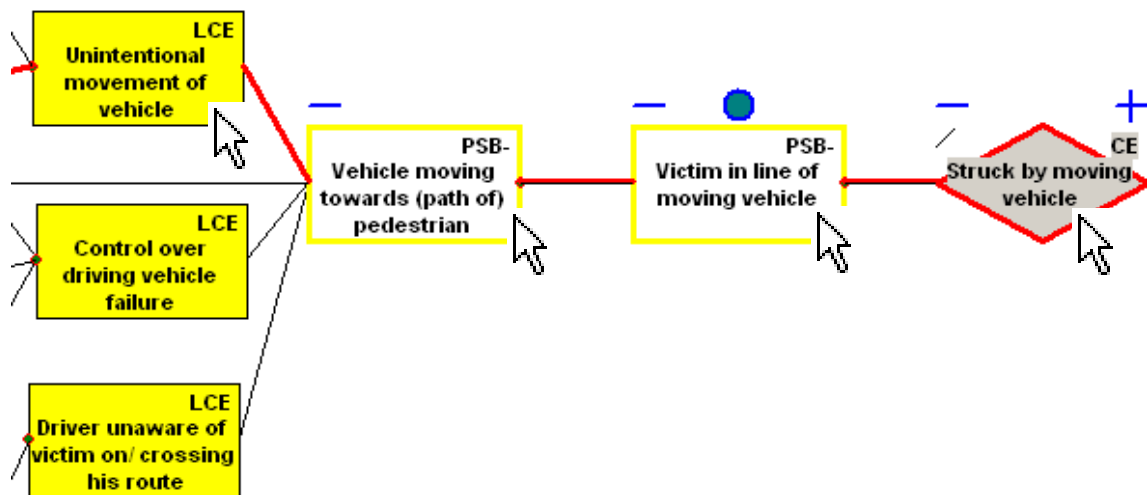 LCE
Unintentional
movement of
vehicle
PSB-
Vehicle moving
towards (path of)
pedestrian
PSB-
Victim in line of
moving vehicle
CE
Struck by moving
vehicle
LCE
Control over
driving vehicle
failure
LCE
Driver unaware of
victim on/ crossing
his route